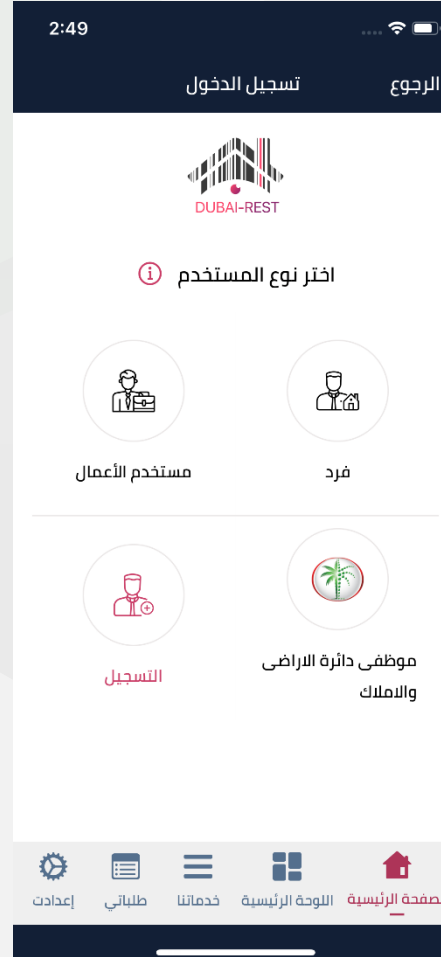 2:49
الرجوع
تسجيل الدخول
DUBAI-REST
اختر نوع المستخدم
فرد
مستخدم الأعمال
موظفى دائرة الاراضى
والاملاك
التسجيل
لصفحة الرئيسية
اللوحة الرئيسية
خدماتنا
طلباتي
إعدادت